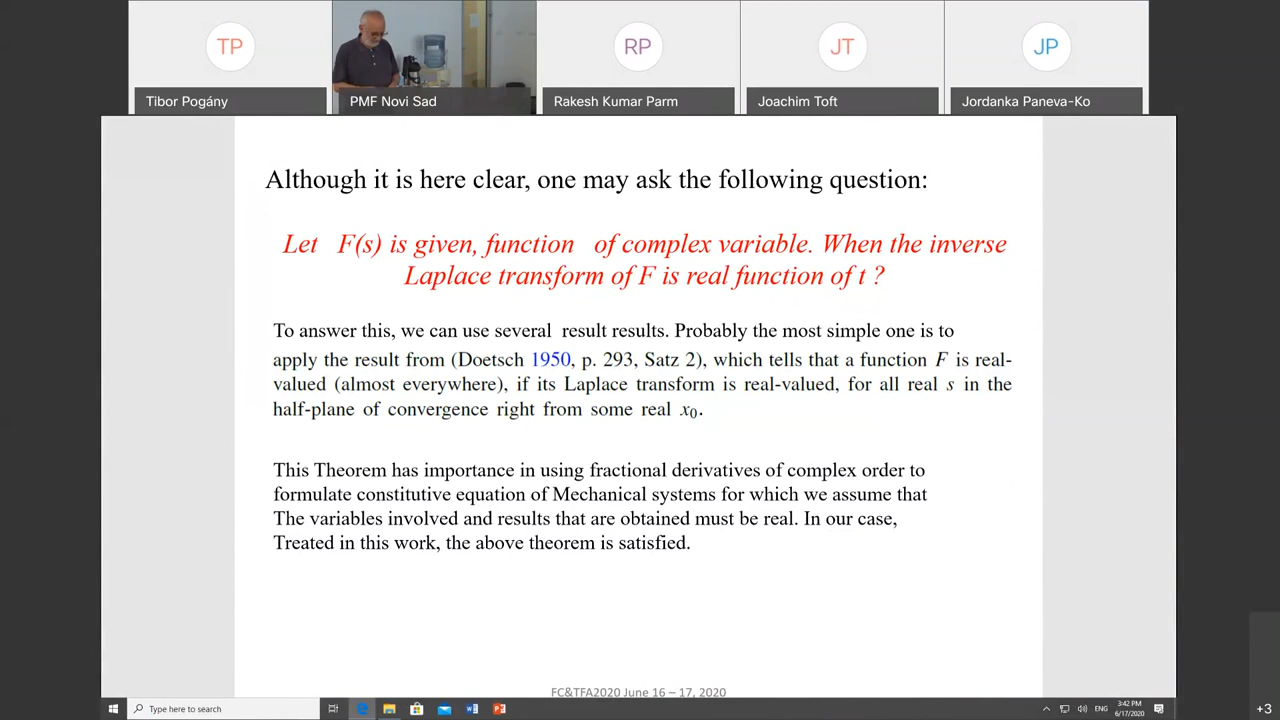 TP
RP
JT
JP
Tibor Pogány
PMF Novi Sad
Rakesh Kumar Parm
Joachim Toft
Jordanka Paneva-Ko
Although it is here clear, one may ask the following question:
Let F(s) is given, function of complex variable. When the inverse
Laplace transform of F is real function of t ?
To answer this, we can use several result results. Probably the most simple one is to
apply the result from (Doetsch 1950, p. 293, Satz 2), which tells that a function F is real-
valued (almost everywhere), if its Laplace transform is real-valued, for all real s in the
half-plane of convergence right from some real x₀.
This Theorem has importance in using fractional derivatives of complex order to
formulate constitutive equation of Mechanical systems for which we assume that
The variables involved and results that are obtained must be real. In our case,
Treated in this work, the above theorem is satisfied.
FC&TFA2020 June 16 – 17, 2020
Type here to search
ENG
3:42 PM
6/17/2020
+3